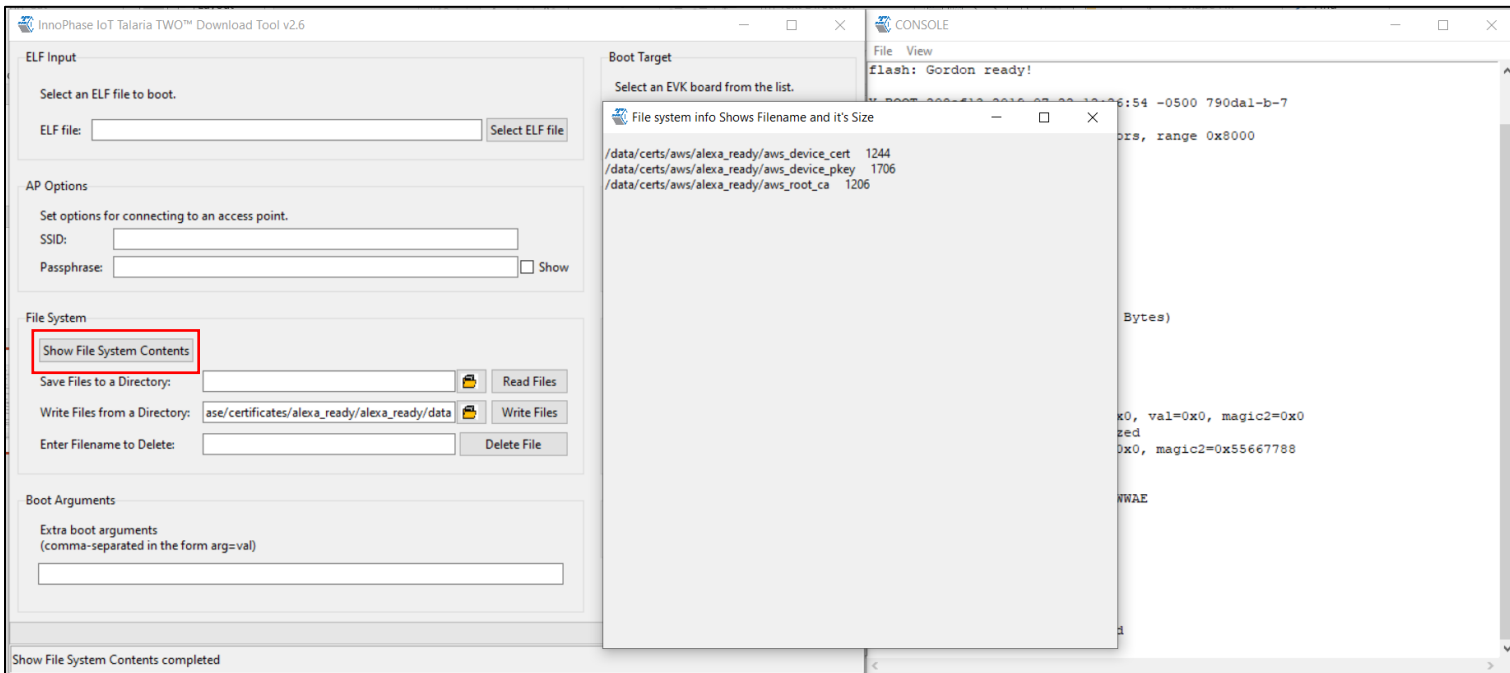 InnoPhase IoT Talaria TWO™ Download Tool v2.6
ELF Input
Select an ELF file to boot.
ELF file:
Select ELF file
AP Options
Set options for connecting to an access point.
SSID:
Passphrase:
Show
File System
Show File System Contents
Save Files to a Directory:
Read Files
Write Files from a Directory:
ase/certificates/alexa_ready/alexa_ready/data
Write Files
Enter Filename to Delete:
Delete File
Boot Arguments
Extra boot arguments
(comma-separated in the form arg=val)
Show File System Contents completed
Boot Target
Select an EVK board from the list.
File system info Shows Filename and it's Size
/data/certs/aws/alexa_ready/aws_device_cert 1244
/data/certs/aws/alexa_ready/aws_device_pkey 1706
/data/certs/aws/alexa_ready/aws_root_ca 1206
CONSOLE
File View
flash: Gordon ready!
:54 -0500 790da1-b-7
ors, range 0x8000
Bytes)
x0, val=0x0, magic2=0x0
zed
0x0, magic2=0x55667788
WWAE
d